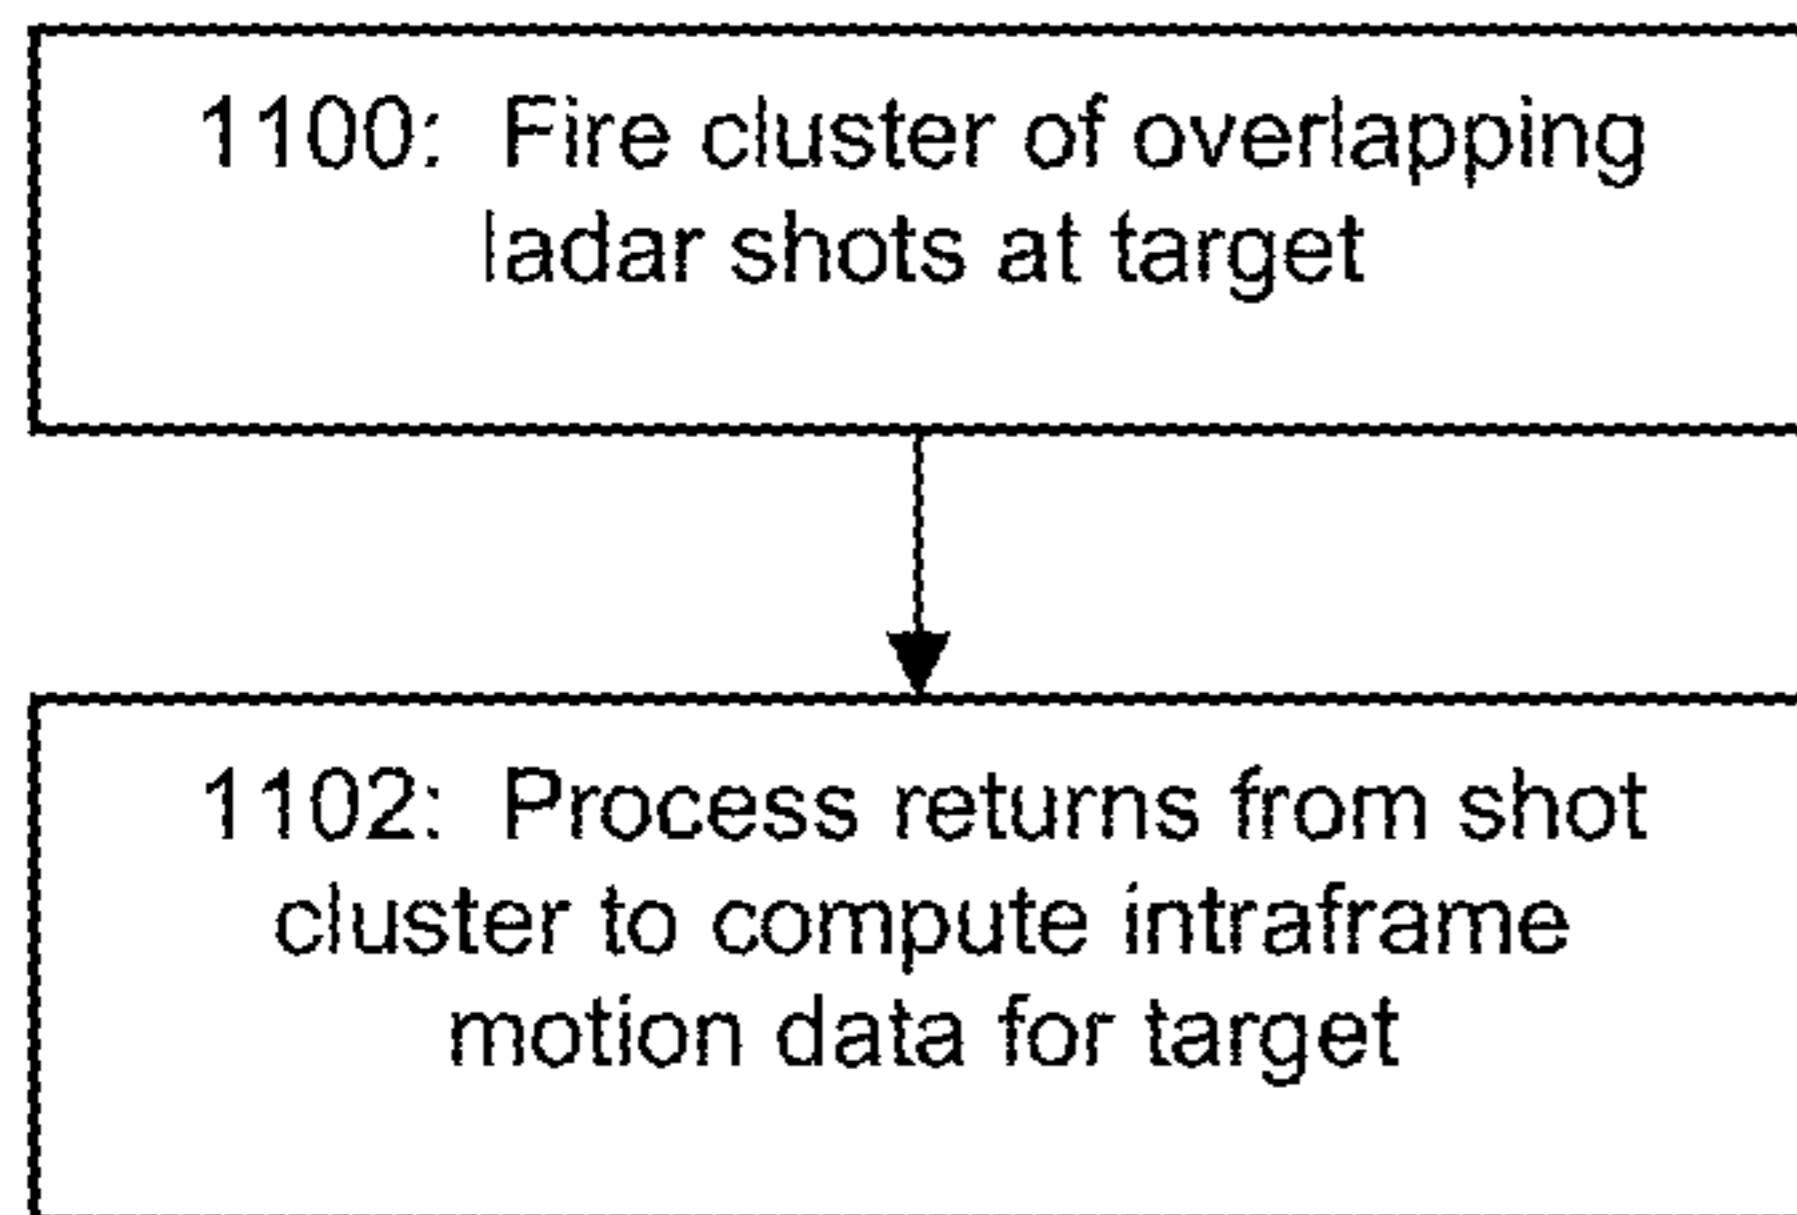 1100: Fire cluster of overlapping
ladar shots at target
1102: Process returns from shot
cluster to compute intraframe
motion data for target